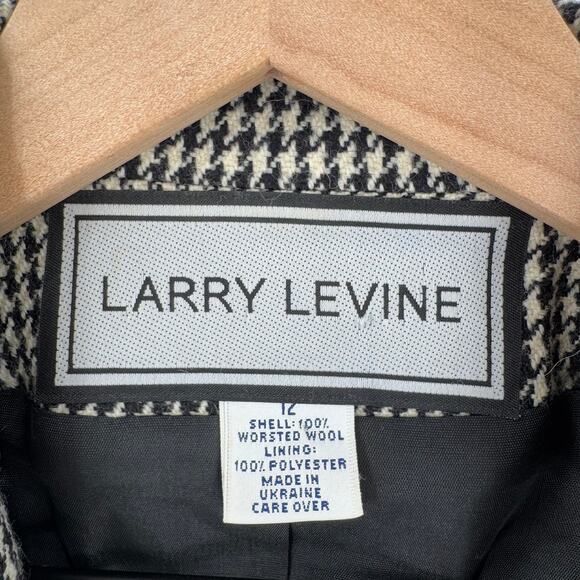 LARRY LEVINE
12
SHELL: 100%
WORSTED WOOL
LINING:
100% POLYESTER
MADE IN
UKRAINE
CARE OVER